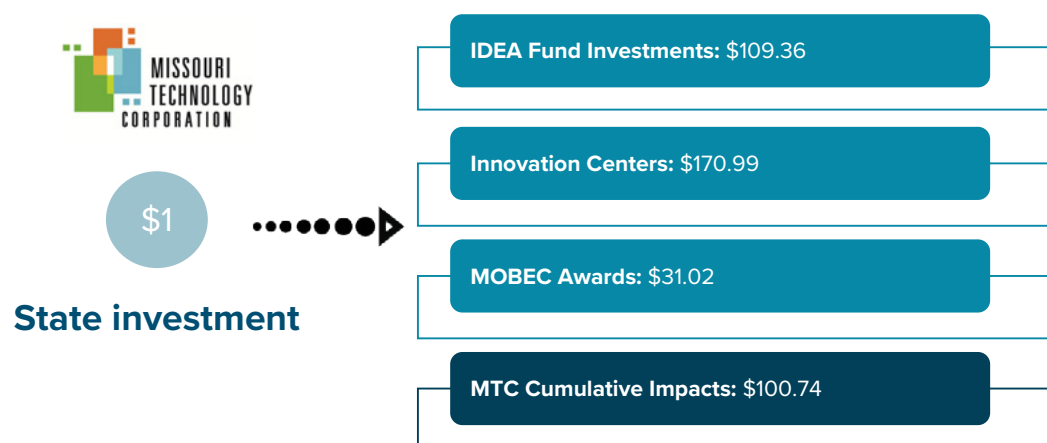 MISSOURI
TECHNOLOGY
CORPORATION
$1
State investment
IDEA Fund Investments: $109.36
Innovation Centers: $170.99
MOBEC Awards: $31.02
MTC Cumulative Impacts: $100.74